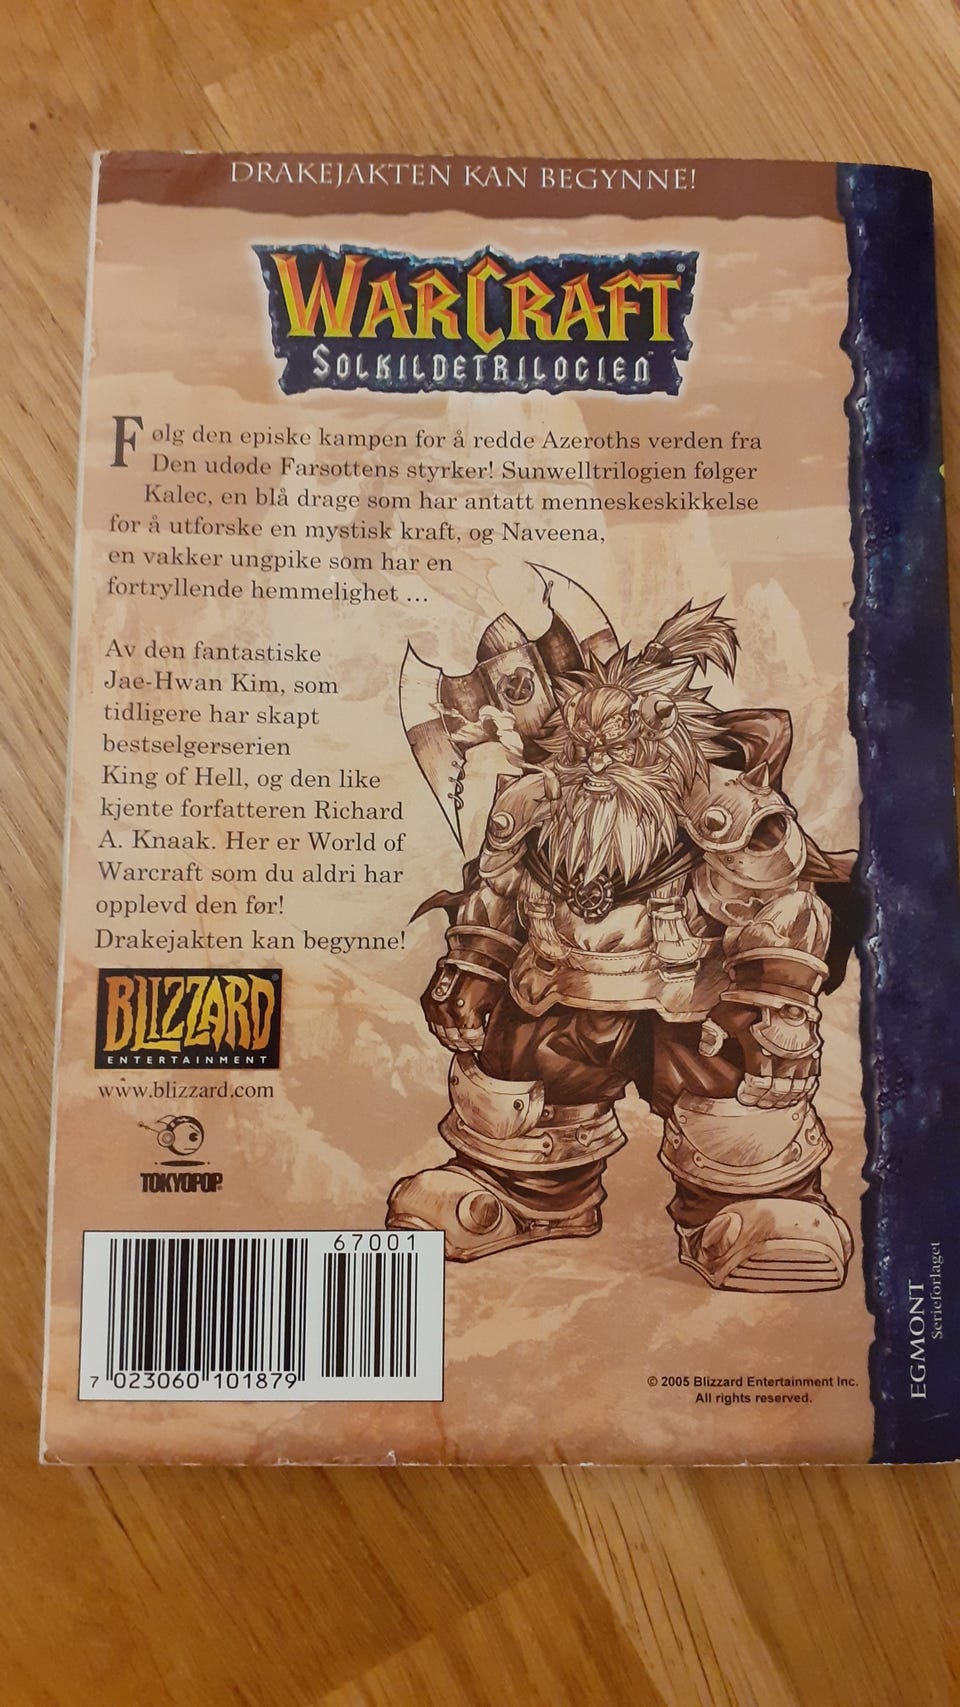 DRAKEJAKTEN KAN BEGYNNE!
WARCRAFT®
SOLKILDETRILOGIEN™
Følg den episke kampen for å redde Azeroths verden fra
Den udøde Farsottens styrker! Sunwelltrilogien følger
Kalec, en blå drage som har antatt menneskeskikkelse
for å utforske en mystisk kraft, og Naveena,
en vakker ungpike som har en
fortryllende hemmelighet ...
Av den fantastiske
Jae-Hwan Kim, som
tidligere har skapt
bestselgerserien
King of Hell, og den like
kjente forfatteren Richard
A. Knaak. Her er World of
Warcraft som du aldri har
opplevd den før!
Drakejakten kan begynne!
BLIZZARD®
ENTERTAINMENT
www.blizzard.com
TOKYOPOP®
67001
7 023060 101879
© 2005 Blizzard Entertainment Inc.
All rights reserved.
EGMONT
Serieforlaget